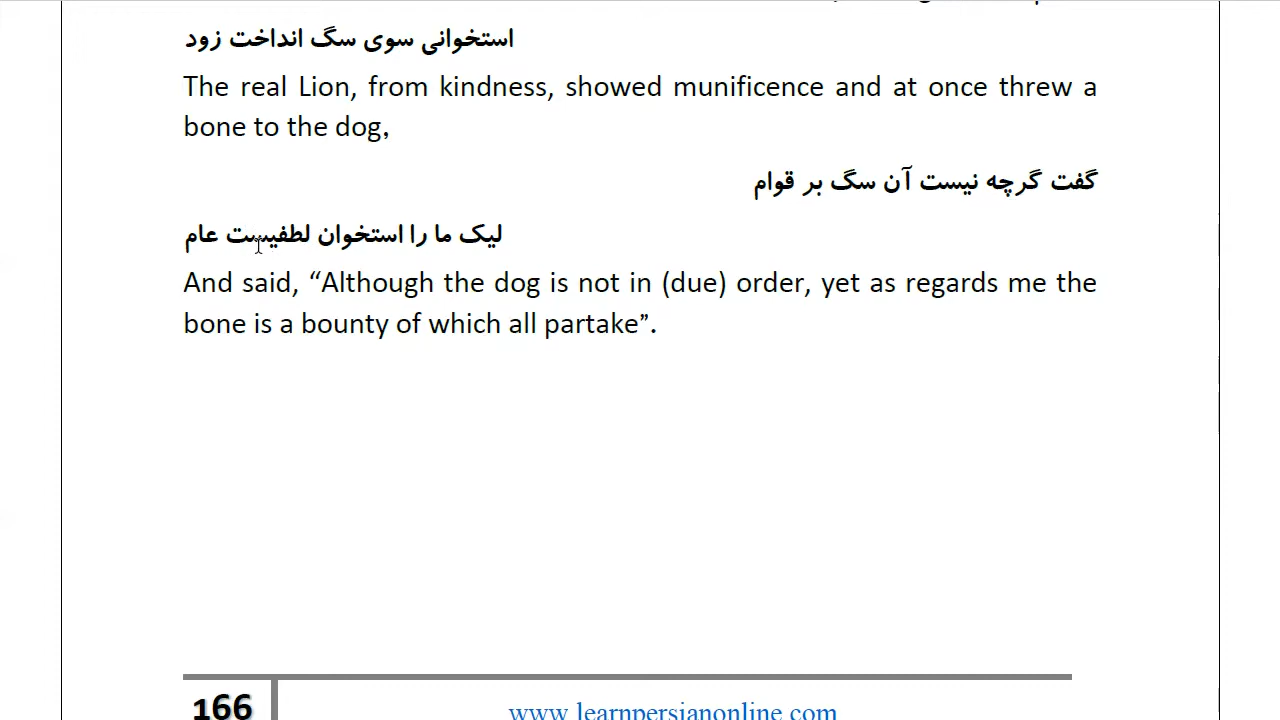 استخوانی سوی سگ انداخت زود
The real Lion, from kindness, showed munificence and at once threw a
bone to the dog,
گفت گرچه نیست آن سگ بر قوام
لیک ما را استخوان لطفیست عام
And said, “Although the dog is not in (due) order, yet as regards me the
bone is a bounty of which all partake”.
166
www.learnpersianonline.com